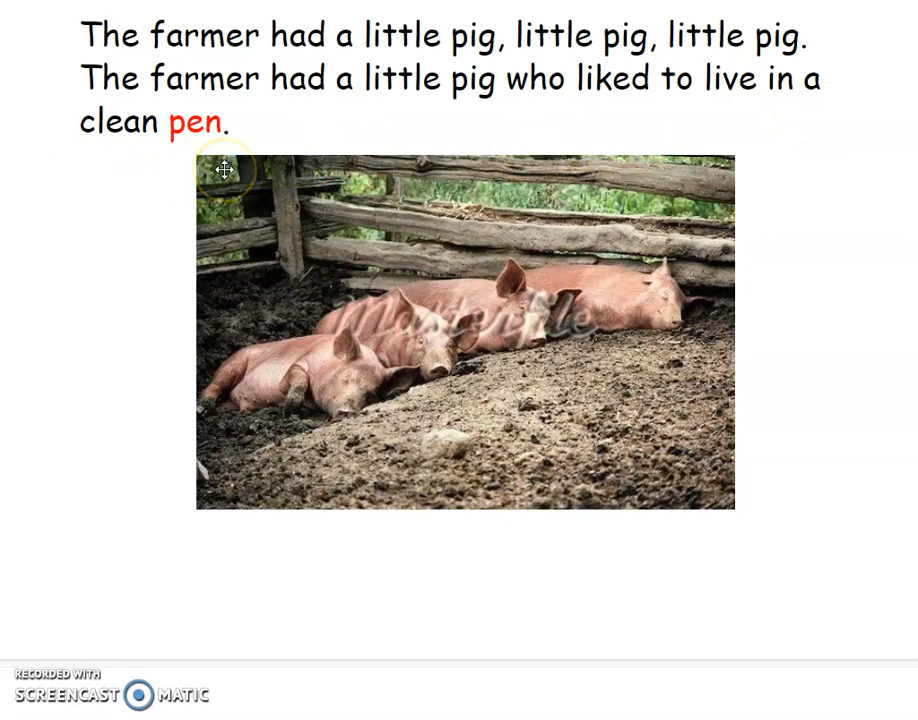 The farmer had a little pig, little pig, little pig.
The farmer had a little pig who liked to live in a
clean pen.
Masterfile
RECORDED WITH
SCREENCAST MATIC